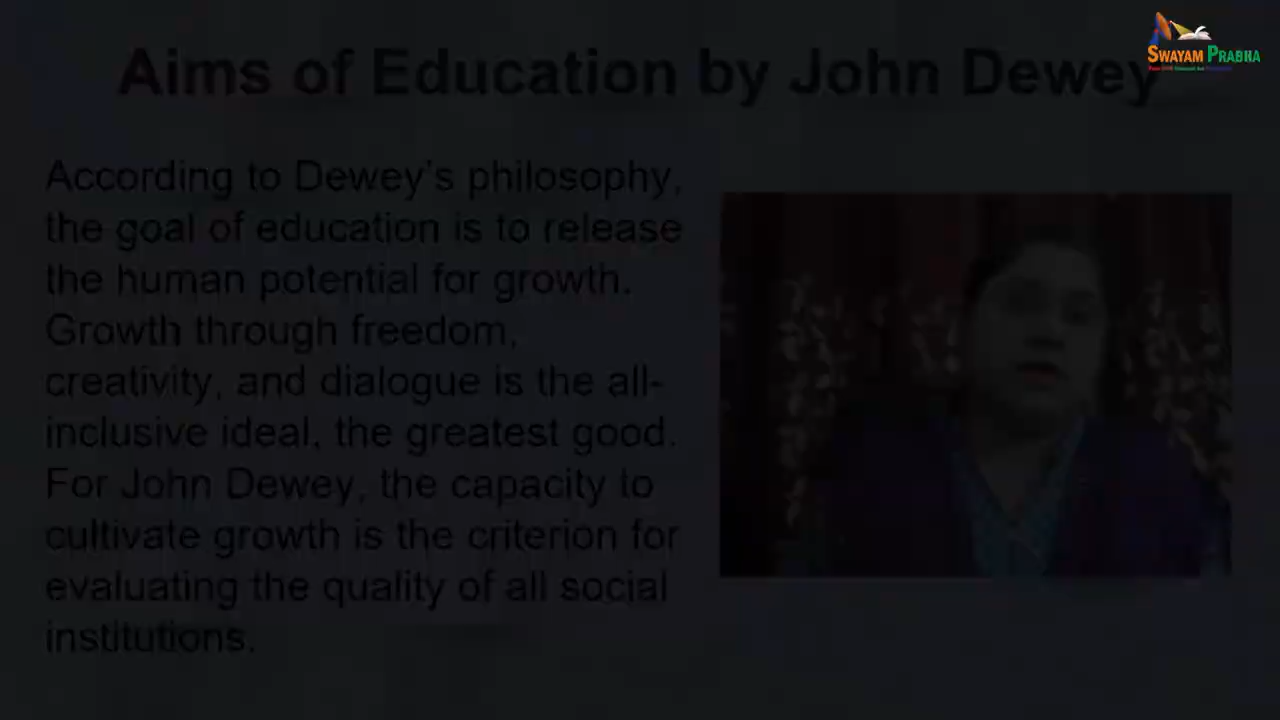 SWAYAM PRABHA
Aims of Education by John Dewey
According to Dewey's philosophy,
the goal of education is to release
the human potential for growth.
Growth through freedom,
creativity, and dialogue is the all-
inclusive ideal, the greatest good.
For John Dewey, the capacity to
cultivate growth is the criterion for
evaluating the quality of all social
institutions.